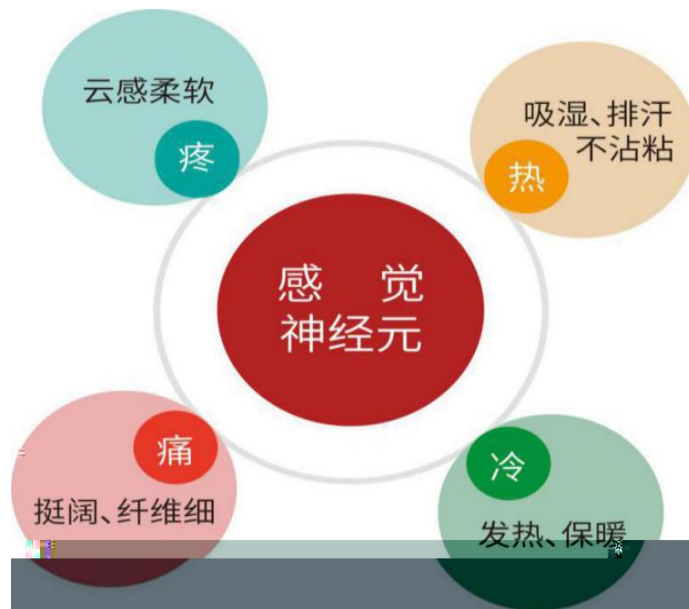 云感柔软
疼
吸湿、排汗
不沾粘
热
感 觉
神经元
痛
挺阔、纤维细
冷
发热、保暖